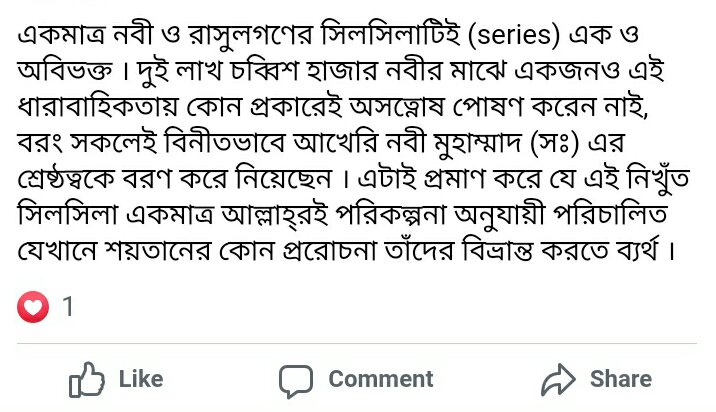 একমাত্র নবী ও রাসুলগণের সিলসিলাটিই (series) এক ও
অবিভক্ত । দুই লাখ চব্বিশ হাজার নবীর মাঝে একজনও এই
ধারাবাহিকতায় কোন প্রকারেই অসন্তোষ পোষণ করেন নাই,
বরং সকলেই বিনীতভাবে আখেরি নবী মুহাম্মাদ (সঃ) এর
শ্রেষ্ঠত্বকে বরণ করে নিয়েছেন । এটাই প্রমাণ করে যে এই নিখুঁত
সিলসিলা একমাত্র আল্লাহ্‌রই পরিকল্পনা অনুযায়ী পরিচালিত
যেখানে শয়তানের কোন প্ররোচনা তাঁদের বিভ্রান্ত করতে ব্যর্থ ।
1
Like Comment Share